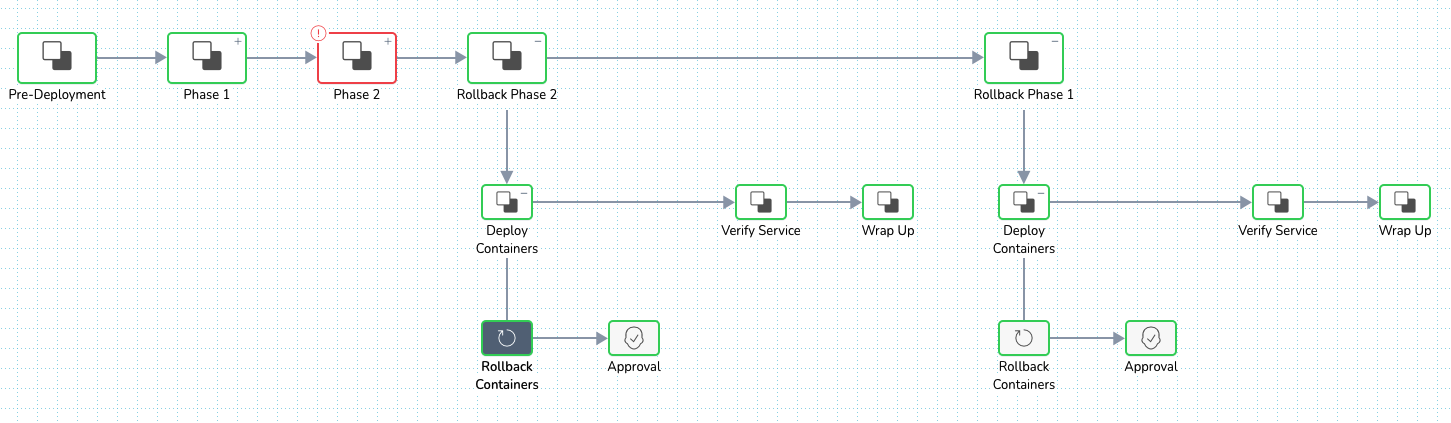 Pre-Deployment
Phase 1
Phase 2
Rollback Phase 2
Rollback Phase 1
Deploy
Containers
Verify Service
Wrap Up
Deploy
Containers
Verify Service
Wrap Up
Rollback
Containers
Approval
Rollback
Containers
Approval